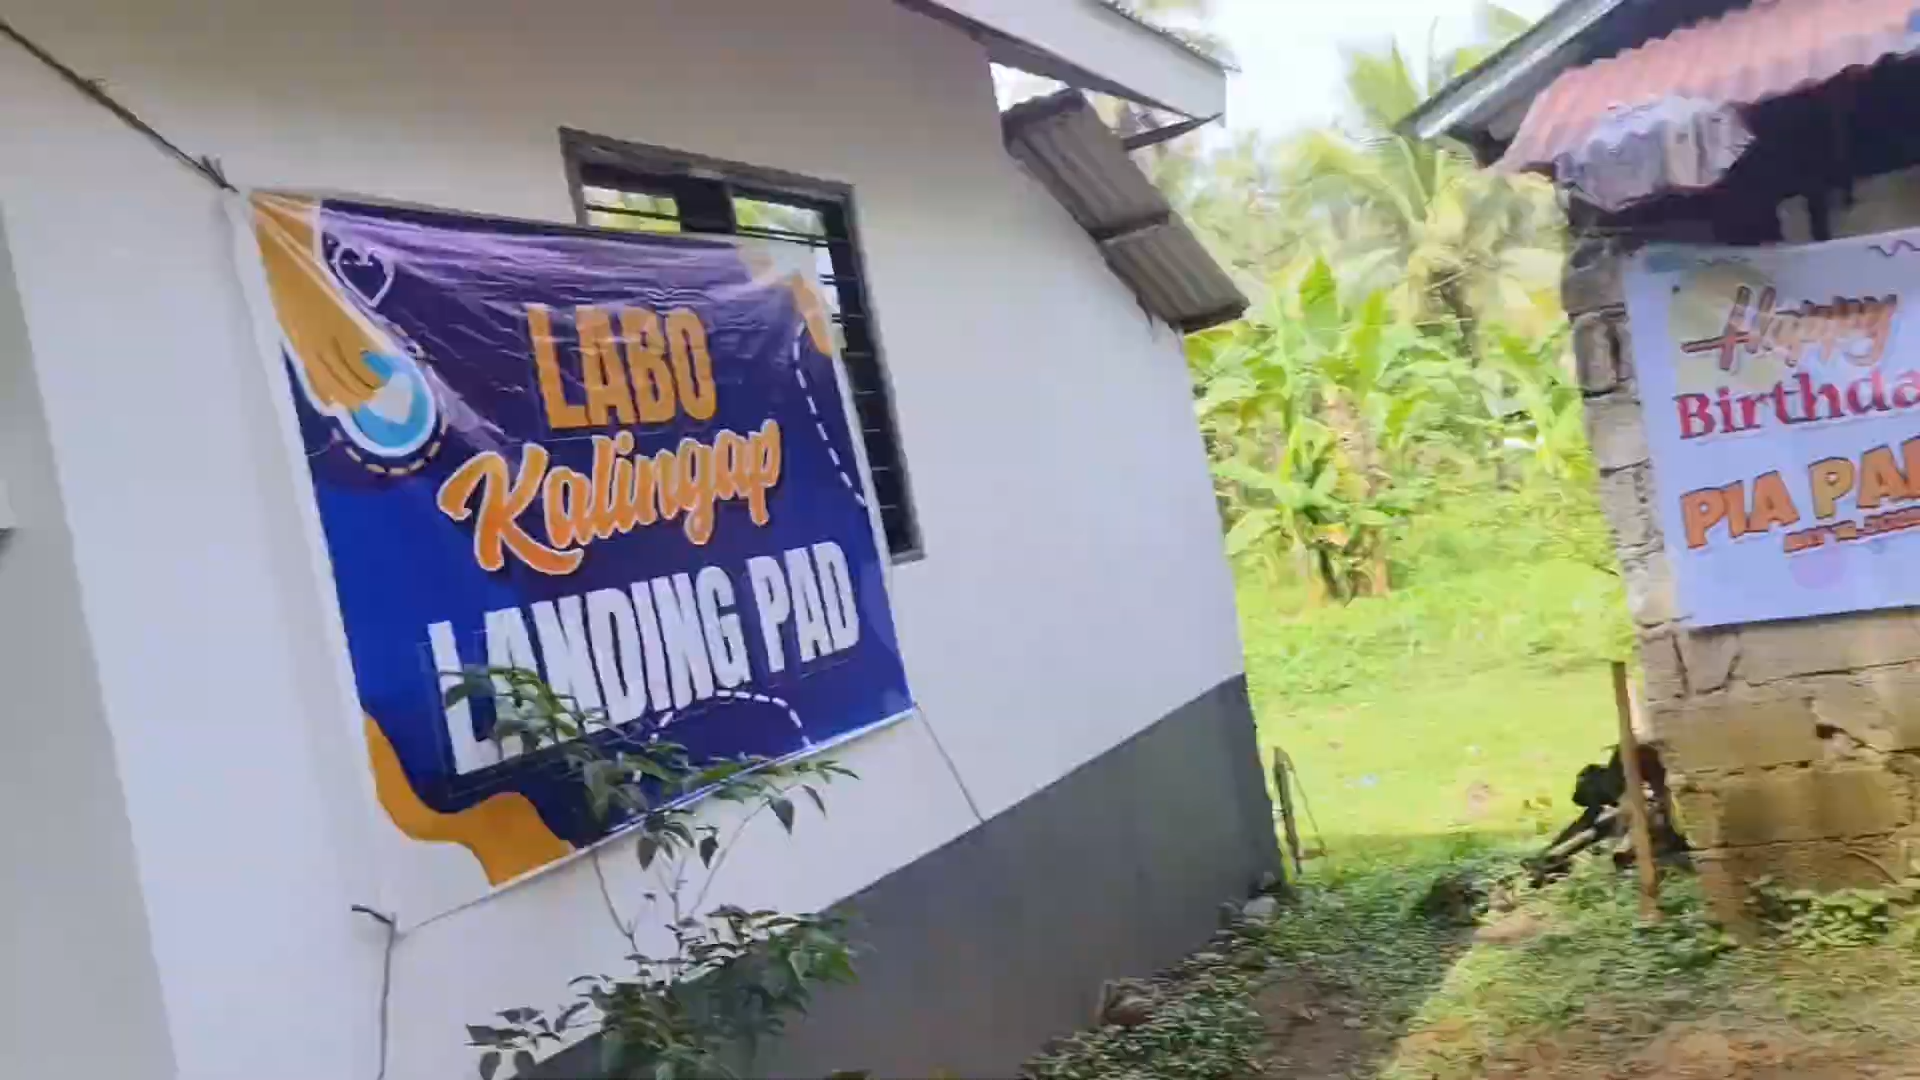 LABO
Kalingap
LANDING PAD
Happy
Birthda
PIA PA